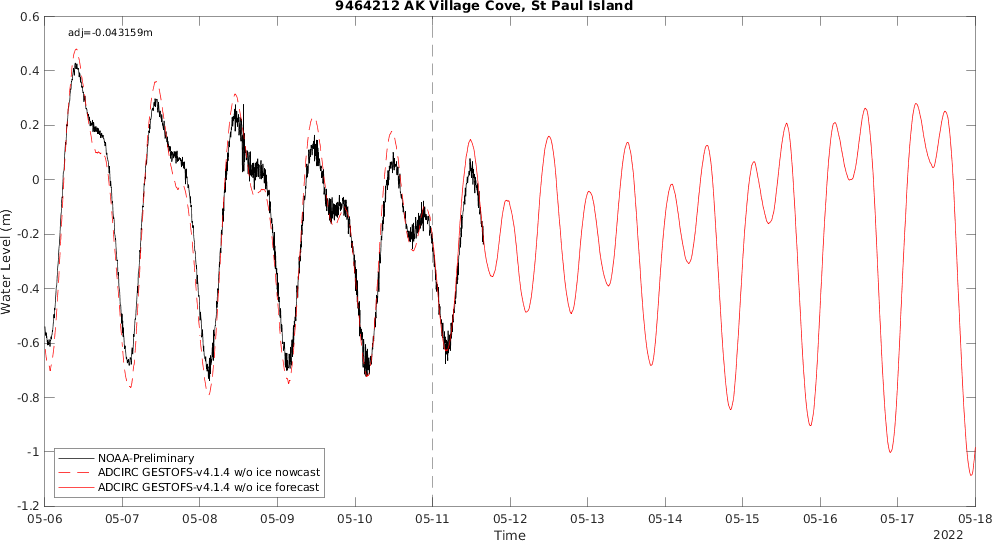 9464212 AK Village Cove, St Paul Island
adj=-0.043159m
0.6
0.4
0.2
0
-0.2
-0.4
-0.6
-0.8
-1
-1.2
Water Level (m)
NOAA-Preliminary
ADCIRC GESTOFS-v4.1.4 w/o ice nowcast
ADCIRC GESTOFS-v4.1.4 w/o ice forecast
05-06 05-07 05-08 05-09 05-10 05-11 05-12 05-13 05-14 05-15 05-16 05-17 05-18
Time
2022